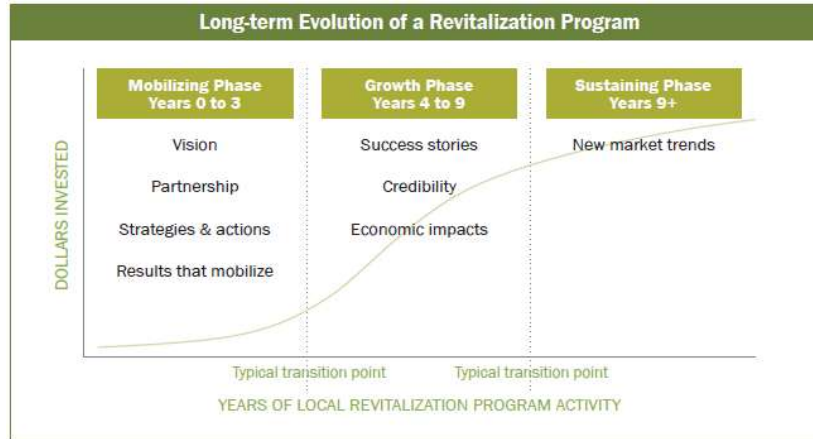 Long-term Evolution of a Revitalization Program
Mobilizing Phase
Years 0 to 3
Vision
Partnership
Strategies & actions
Results that mobilize
Growth Phase
Years 4 to 9
Success stories
Credibility
Economic impacts
Sustaining Phase
Years 9+
New market trends
DOLLARS INVESTED
Typical transition point
Typical transition point
YEARS OF LOCAL REVITALIZATION PROGRAM ACTIVITY